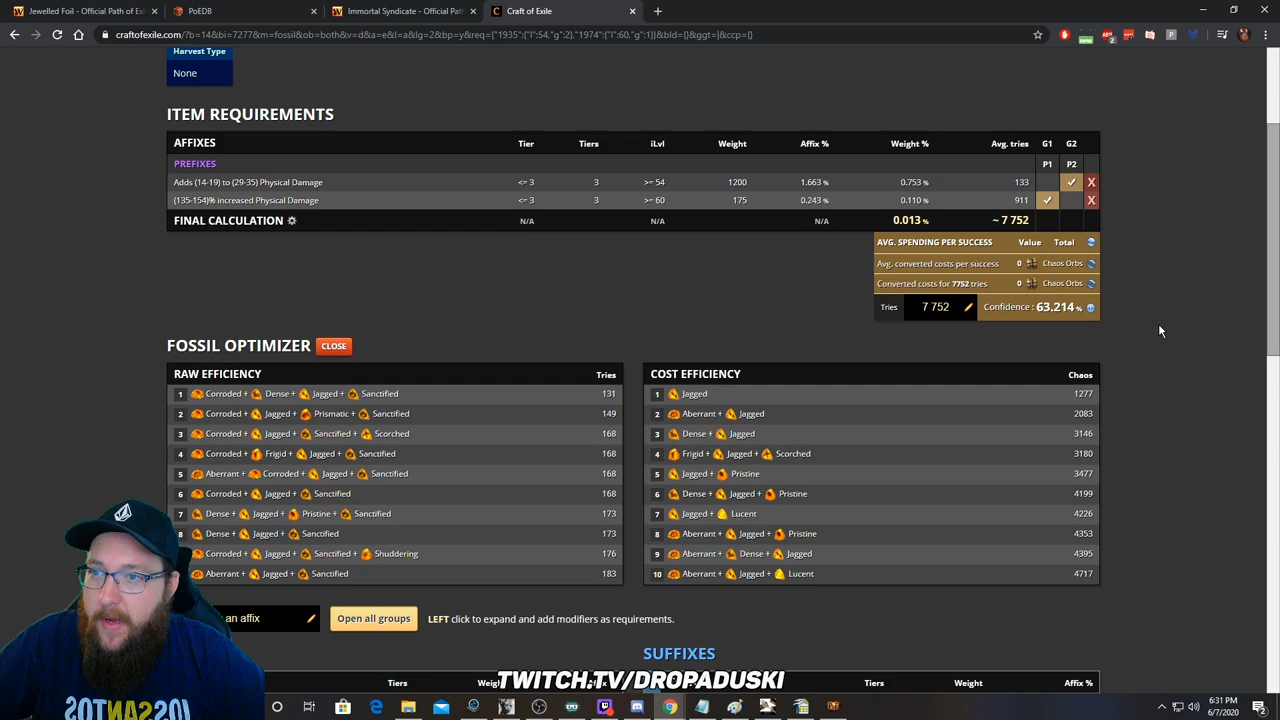 Jewelled Foil - Official Path of Exi
PoEDB
Immortal Syndicate - Official Path
Craft of Exile
craftofexile.com/?b=14&bi=7277&m=fossil&ob=both&v=d&a=e&l=a&lg=2&bp=y&req={"1935":{"l":54,"g":2},"1974":{"l":60,"g":1}}&bld={}&ggt=|&ccp={}
Harvest Type
None
ITEM REQUIREMENTS
AFFIXES Tier Tiers iLvl Weight Affix % Weight % Avg. tries G1 G2
PREFIXES P1 P2
Adds (14-19) to (29-35) Physical Damage <= 3 3 >= 54 1200 1.663 % 0.753 % 133 X
(135-154)% increased Physical Damage <= 3 3 >= 60 175 0.243 % 0.110 % 911 X
FINAL CALCULATION N/A N/A N/A N/A 0.013 % ~ 7 752
AVG. SPENDING PER SUCCESS Value Total
Avg. converted costs per success 0 Chaos Orbs
Converted costs for 7752 tries 0 Chaos Orbs
Tries 7 752 Confidence : 63.214 %
FOSSIL OPTIMIZER CLOSE
RAW EFFICIENCY Tries
1 Corroded + Dense + Jagged + Sanctified 131
2 Corroded + Jagged + Prismatic + Sanctified 149
3 Corroded + Jagged + Sanctified + Scorched 168
4 Corroded + Frigid + Jagged + Sanctified 168
5 Aberrant + Corroded + Jagged + Sanctified 168
6 Corroded + Jagged + Sanctified 168
7 Dense + Jagged + Pristine + Sanctified 173
8 Dense + Jagged + Sanctified 173
Corroded + Jagged + Sanctified + Shuddering 176
Aberrant + Jagged + Sanctified 183
COST EFFICIENCY Chaos
1 Jagged 1277
2 Aberrant + Jagged 2083
3 Dense + Jagged 3146
4 Frigid + Jagged + Scorched 3180
5 Jagged + Pristine 3477
6 Dense + Jagged + Pristine 4199
7 Jagged + Lucent 4226
8 Aberrant + Jagged + Pristine 4353
9 Aberrant + Dense + Jagged 4395
10 Aberrant + Jagged + Lucent 4717
an affix Open all groups LEFT click to expand and add modifiers as requirements.
SUFFIXES
Tiers Weight Tiers Weight Affix %
TWITCH.TV/DROPADUSKI
6:31 PM
6/7/2020